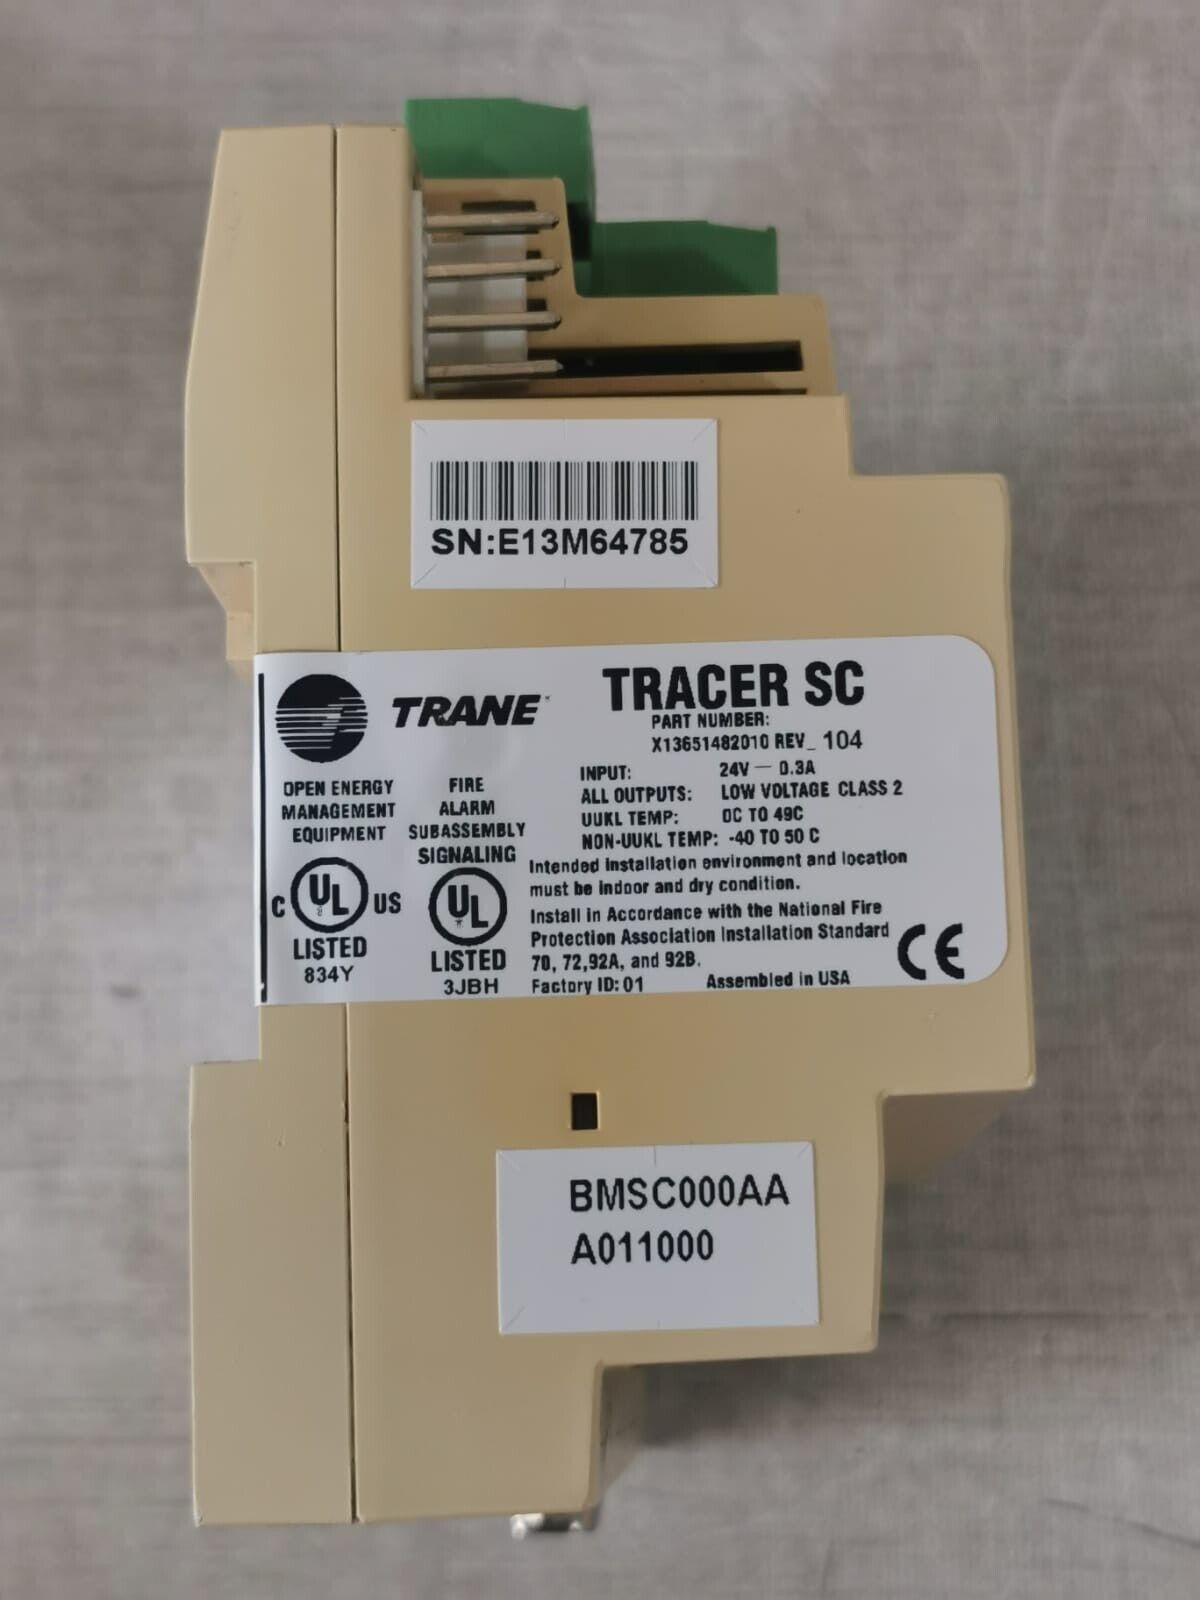 SN:E13M64785
TRANE™
TRACER SC
PART NUMBER:
X13651482010 REV_ 104
INPUT: 24V ⎓ 0.3A
ALL OUTPUTS: LOW VOLTAGE CLASS 2
UUKL TEMP: 0C TO 49C
NON-UUKL TEMP: -40 TO 50 C
OPEN ENERGY
MANAGEMENT
EQUIPMENT
C UL US
LISTED
834Y
FIRE
ALARM
SUBASSEMBLY
SIGNALING
UL
LISTED
3JBH
Intended installation environment and location
must be indoor and dry condition.
Install in Accordance with the National Fire
Protection Association Installation Standard
70, 72,92A, and 92B.
Factory ID: 01 Assembled in USA
CE
BMSC000AA
A011000